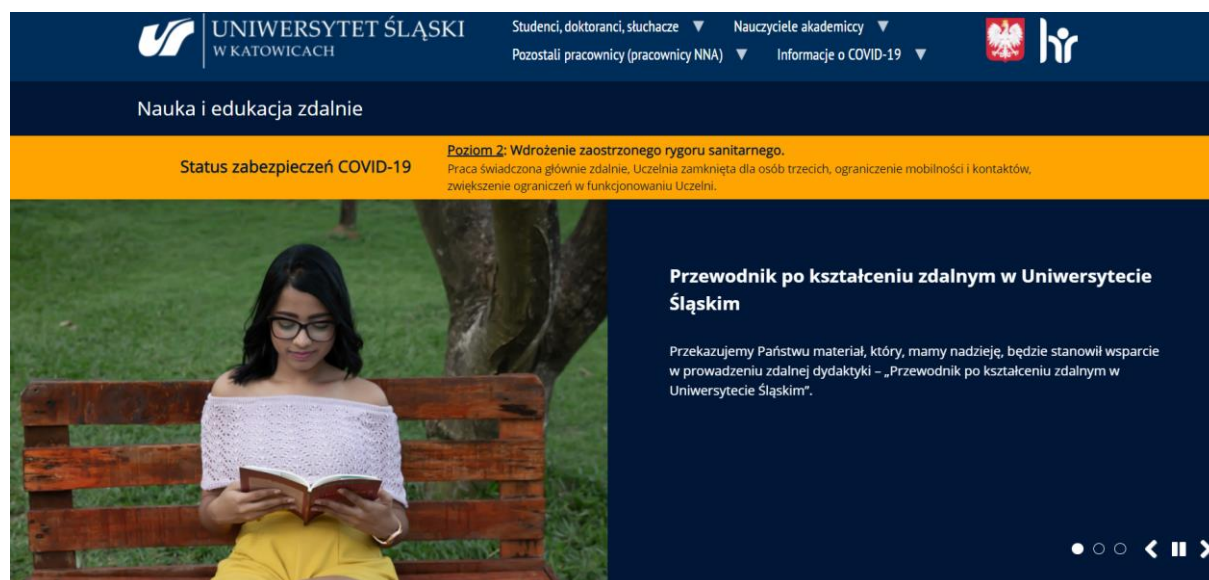 UNIWERSYTET ŚLĄSKI
W KATOWICACH
Studenci, doktoranci, słuchacze ▼ Nauczyciele akademiccy ▼
Pozostali pracownicy (pracownicy NNA) ▼ Informacje o COVID-19 ▼
hr
Nauka i edukacja zdalnie
Status zabezpieczeń COVID-19
Poziom 2: Wdrożenie zaostrzonego rygoru sanitarnego.
Praca świadczona głównie zdalnie, Uczelnia zamknięta dla osób trzecich, ograniczenie mobilności i kontaktów,
zwiększenie ograniczeń w funkcjonowaniu Uczelni.
Przewodnik po kształceniu zdalnym w Uniwersytecie
Śląskim
Przekazujemy Państwu materiał, który, mamy nadzieję, będzie stanowił wsparcie
w prowadzeniu zdalnej dydaktyki – „Przewodnik po kształceniu zdalnym w
Uniwersytecie Śląskim”.